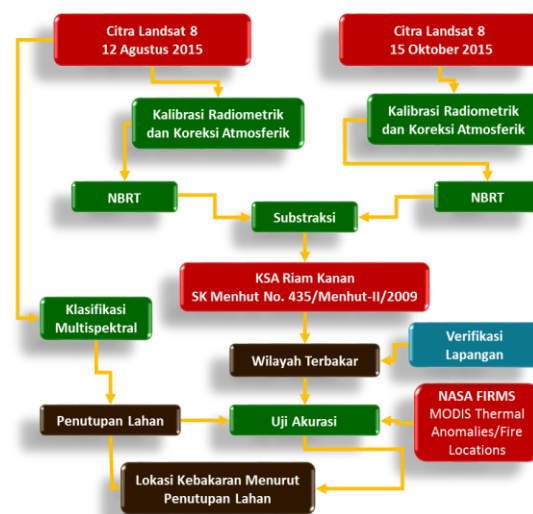 Citra Landsat 8
12 Agustus 2015
Citra Landsat 8
15 Oktober 2015
Kalibrasi Radiometrik
dan Koreksi Atmosferik
Kalibrasi Radiometrik
dan Koreksi Atmosferik
NBRT
Substraksi
NBRT
KSA Riam Kanan
SK Menhut No. 435/Menhut-II/2009
Klasifikasi
Multispektral
Wilayah Terbakar
Verifikasi
Lapangan
Penutupan Lahan
Uji Akurasi
NASA FIRMS
MODIS Thermal
Anomalies/Fire
Locations
Lokasi Kebakaran Menurut
Penutupan Lahan